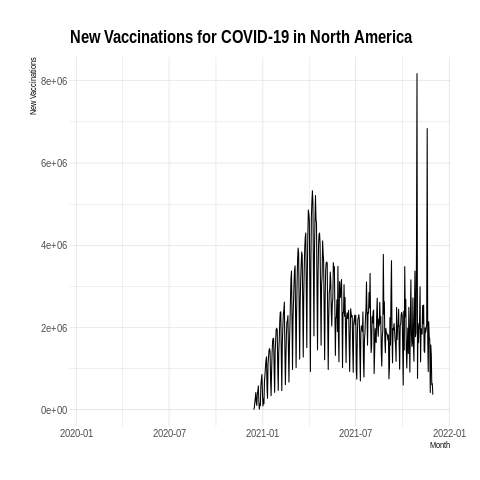 New Vaccinations for COVID-19 in North America
New Vaccinations
8e+06
6e+06
4e+06
2e+06
0e+00
2020-01
2020-07
2021-01
2021-07
2022-01
Month